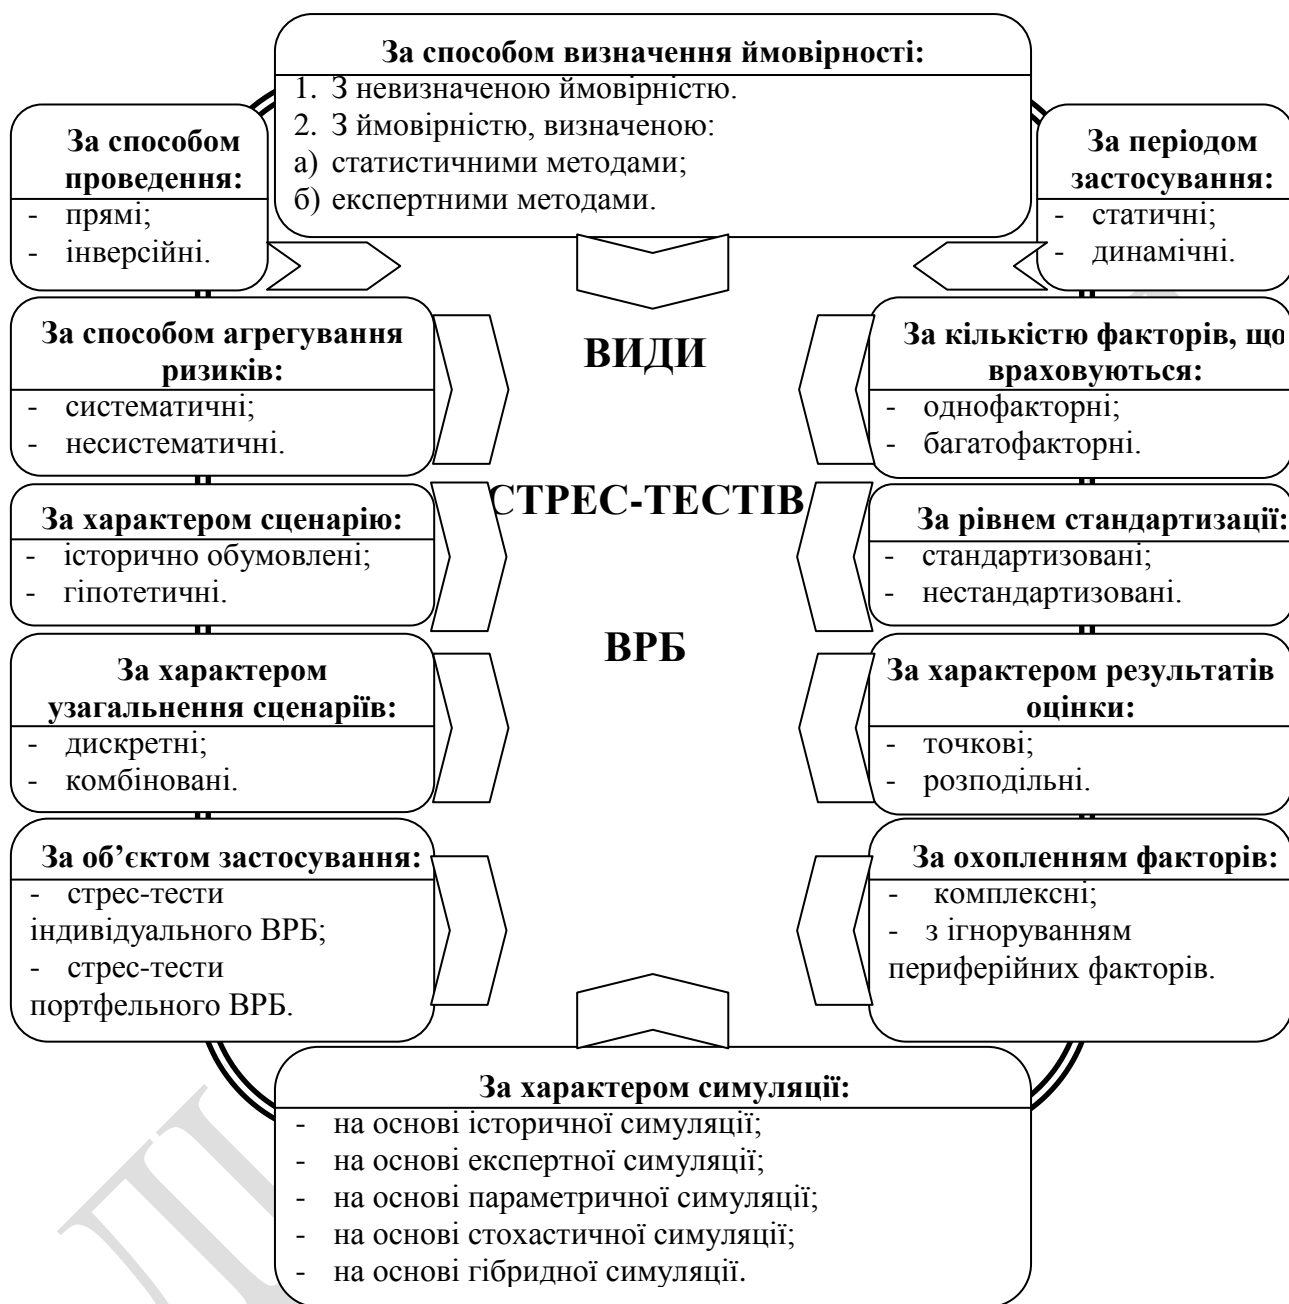 За способом визначення ймовірності:
1. З невизначеною ймовірністю.
2. З ймовірністю, визначеною:
а) статистичними методами;
б) експертними методами.
За способом
проведення:
- прямі;
- інверсійні.
За періодом
застосування:
- статичні;
- динамічні.
За способом агрегування
ризиків:
- систематичні;
- несистематичні.
ВИДИ
За кількістю факторів, що
враховуються:
- однофакторні;
- багатофакторні.
За характером сценарію:
- історично обумовлені;
- гіпотетичні.
СТРЕС-ТЕСТІВ
За рівнем стандартизації:
- стандартизовані;
- нестандартизовані.
ВРБ
За характером
узагальнення сценаріїв:
- дискретні;
- комбіновані.
За характером результатів
оцінки:
- точкові;
- розподільні.
За об’єктом застосування:
- стрес-тести
індивідуального ВРБ;
- стрес-тести
портфельного ВРБ.
За охопленням факторів:
- комплексні;
- з ігноруванням
периферійних факторів.
За характером симуляції:
- на основі історичної симуляції;
- на основі експертної симуляції;
- на основі параметричної симуляції;
- на основі стохастичної симуляції;
- на основі гібридної симуляції.